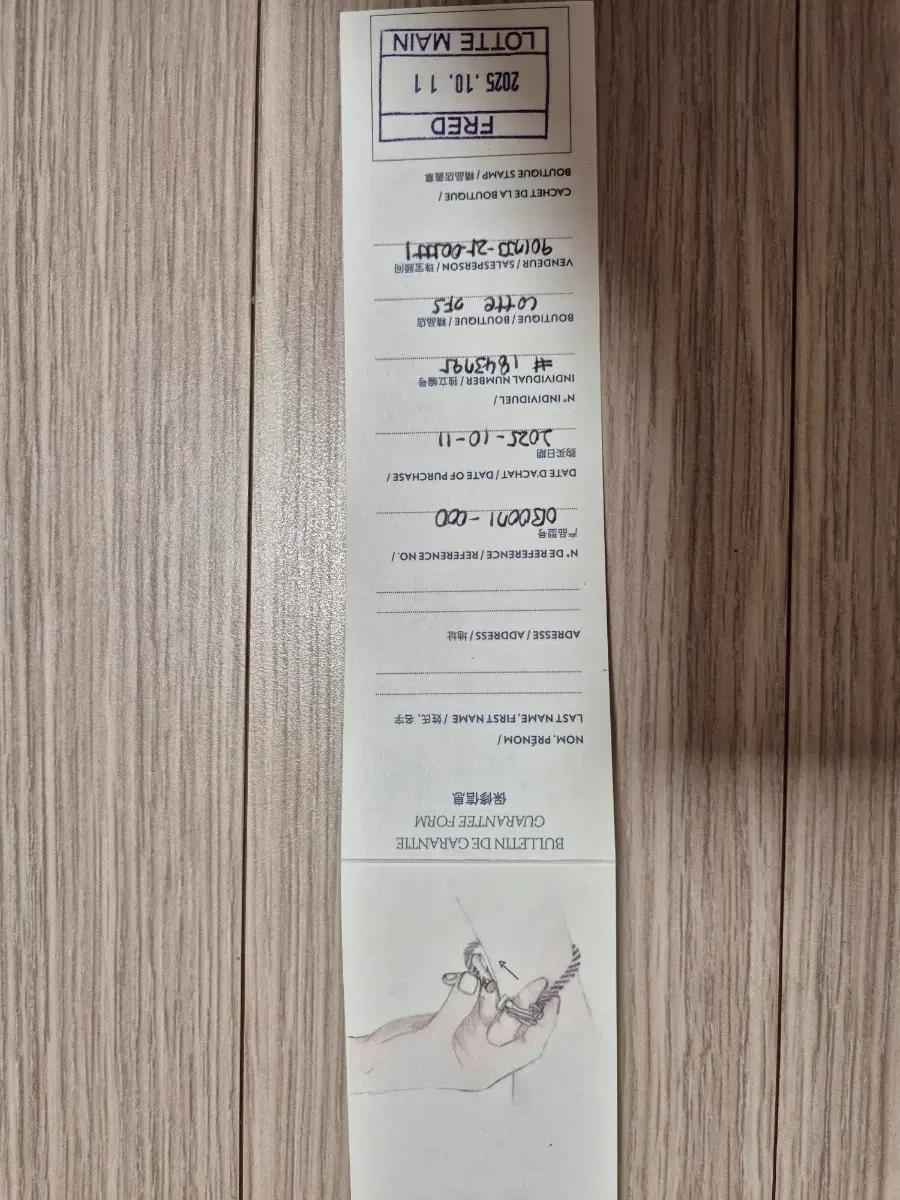 BULLETIN DE GARANTIE
GUARANTEE FORM
保修信息
NOM, PRÉNOM /
LAST NAME, FIRST NAME / 姓氏, 名字
ADRESSE / ADDRESS / 地址
N° DE REFERENCE / REFERENCE NO. /
产品型号
0B0071-000
DATE D'ACHAT / DATE OF PURCHASE /
购买日期
2025-10-11
N° INDIVIDUEL /
INDIVIDUAL NUMBER / 独立编号
# 1843795
BOUTIQUE / BOUTIQUE / 精品店
Lotte DFS
VENDEUR / SALESPERSON / 珠宝顾问
CACHET DE LA BOUTIQUE /
BOUTIQUE STAMP / 精品店盖章
FRED
2025.10.11
LOTTE MAIN